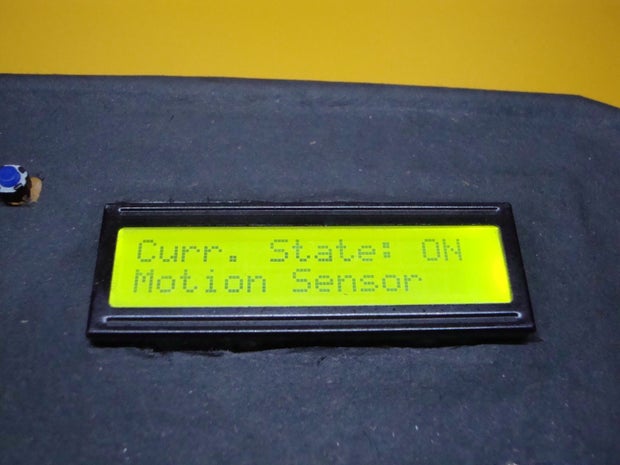 Curr. State: ON
Motion Sensor